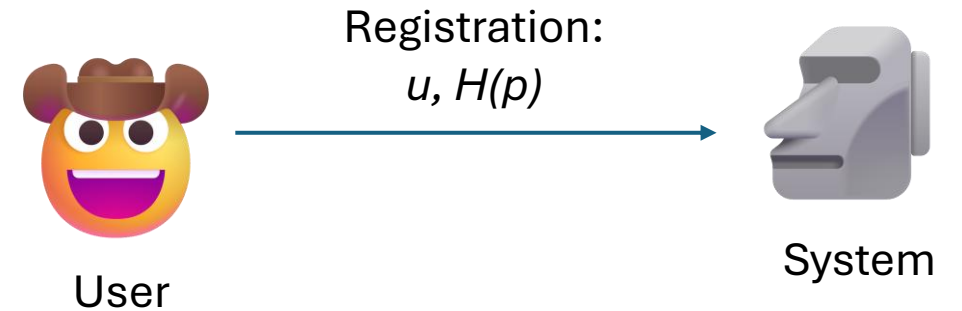 Registration:
u, H(p)
System
User